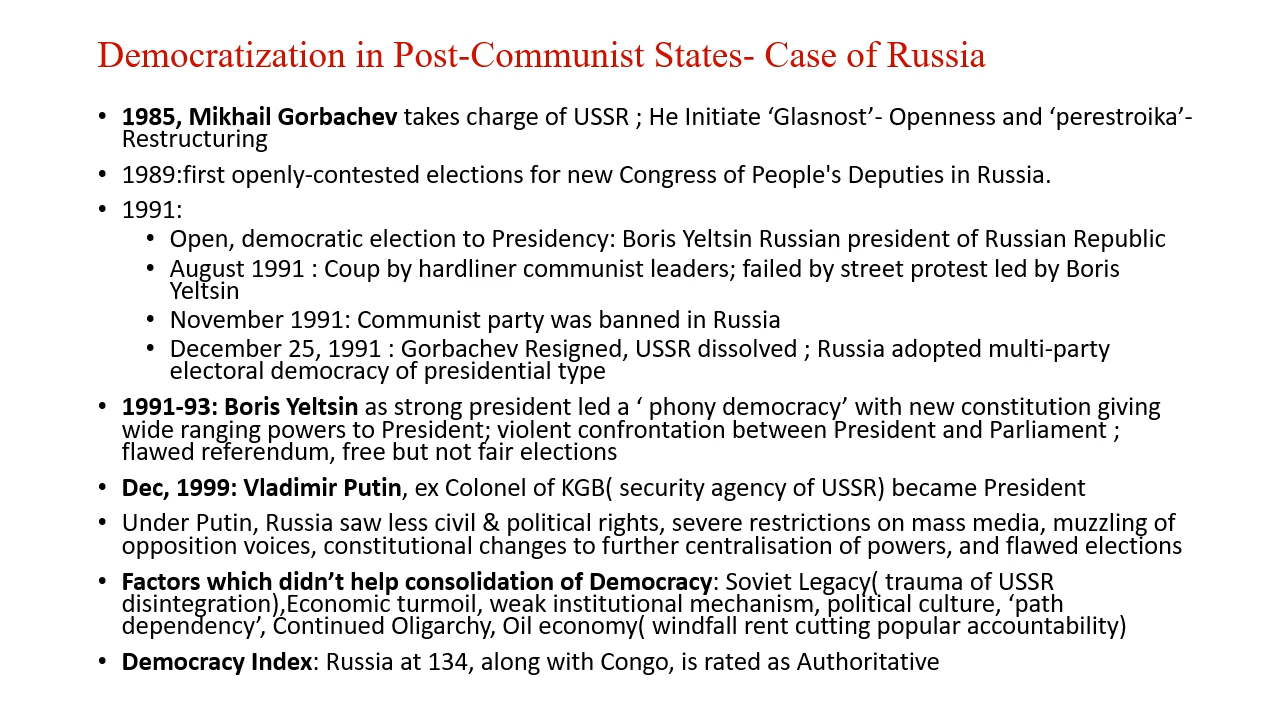 Democratization in Post-Communist States- Case of Russia
• 1985, Mikhail Gorbachev takes charge of USSR ; He Initiate ‘Glasnost’- Openness and ‘perestroika’-
Restructuring
• 1989:first openly-contested elections for new Congress of People's Deputies in Russia.
• 1991:
• Open, democratic election to Presidency: Boris Yeltsin Russian president of Russian Republic
• August 1991 : Coup by hardliner communist leaders; failed by street protest led by Boris
Yeltsin
• November 1991: Communist party was banned in Russia
• December 25, 1991 : Gorbachev Resigned, USSR dissolved ; Russia adopted multi-party
electoral democracy of presidential type
• 1991-93: Boris Yeltsin as strong president led a ‘ phony democracy’ with new constitution giving
wide ranging powers to President; violent confrontation between President and Parliament ;
flawed referendum, free but not fair elections
• Dec, 1999: Vladimir Putin, ex Colonel of KGB( security agency of USSR) became President
• Under Putin, Russia saw less civil & political rights, severe restrictions on mass media, muzzling of
opposition voices, constitutional changes to further centralisation of powers, and flawed elections
• Factors which didn’t help consolidation of Democracy: Soviet Legacy( trauma of USSR
disintegration),Economic turmoil, weak institutional mechanism, political culture, ‘path
dependency’, Continued Oligarchy, Oil economy( windfall rent cutting popular accountability)
• Democracy Index: Russia at 134, along with Congo, is rated as Authoritative